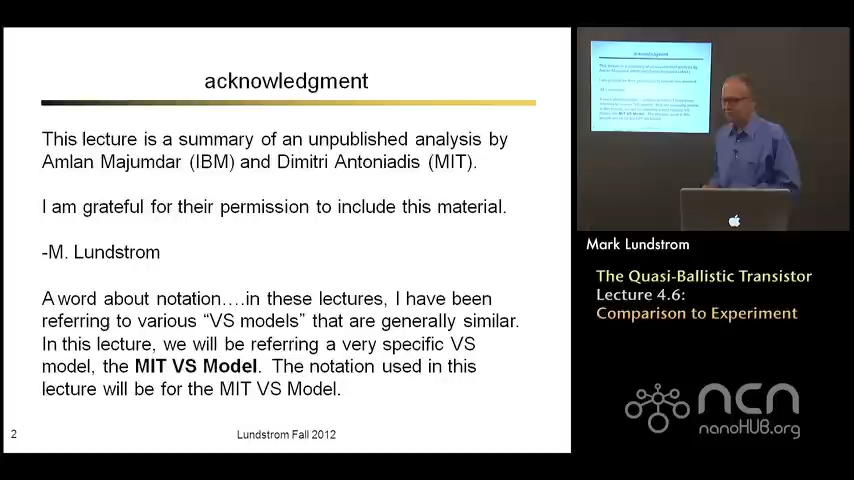 acknowledgment
This lecture is a summary of an unpublished analysis by
Amlan Majumdar (IBM) and Dimitri Antoniadis (MIT).
I am grateful for their permission to include this material.
-M. Lundstrom
A word about notation….in these lectures, I have been
referring to various “VS models” that are generally similar.
In this lecture, we will be referring a very specific VS
model, the MIT VS Model. The notation used in this
lecture will be for the MIT VS Model.
2
Lundstrom Fall 2012
Mark Lundstrom
The Quasi-Ballistic Transistor
Lecture 4.6:
Comparison to Experiment
ncn
nanoHUB.org